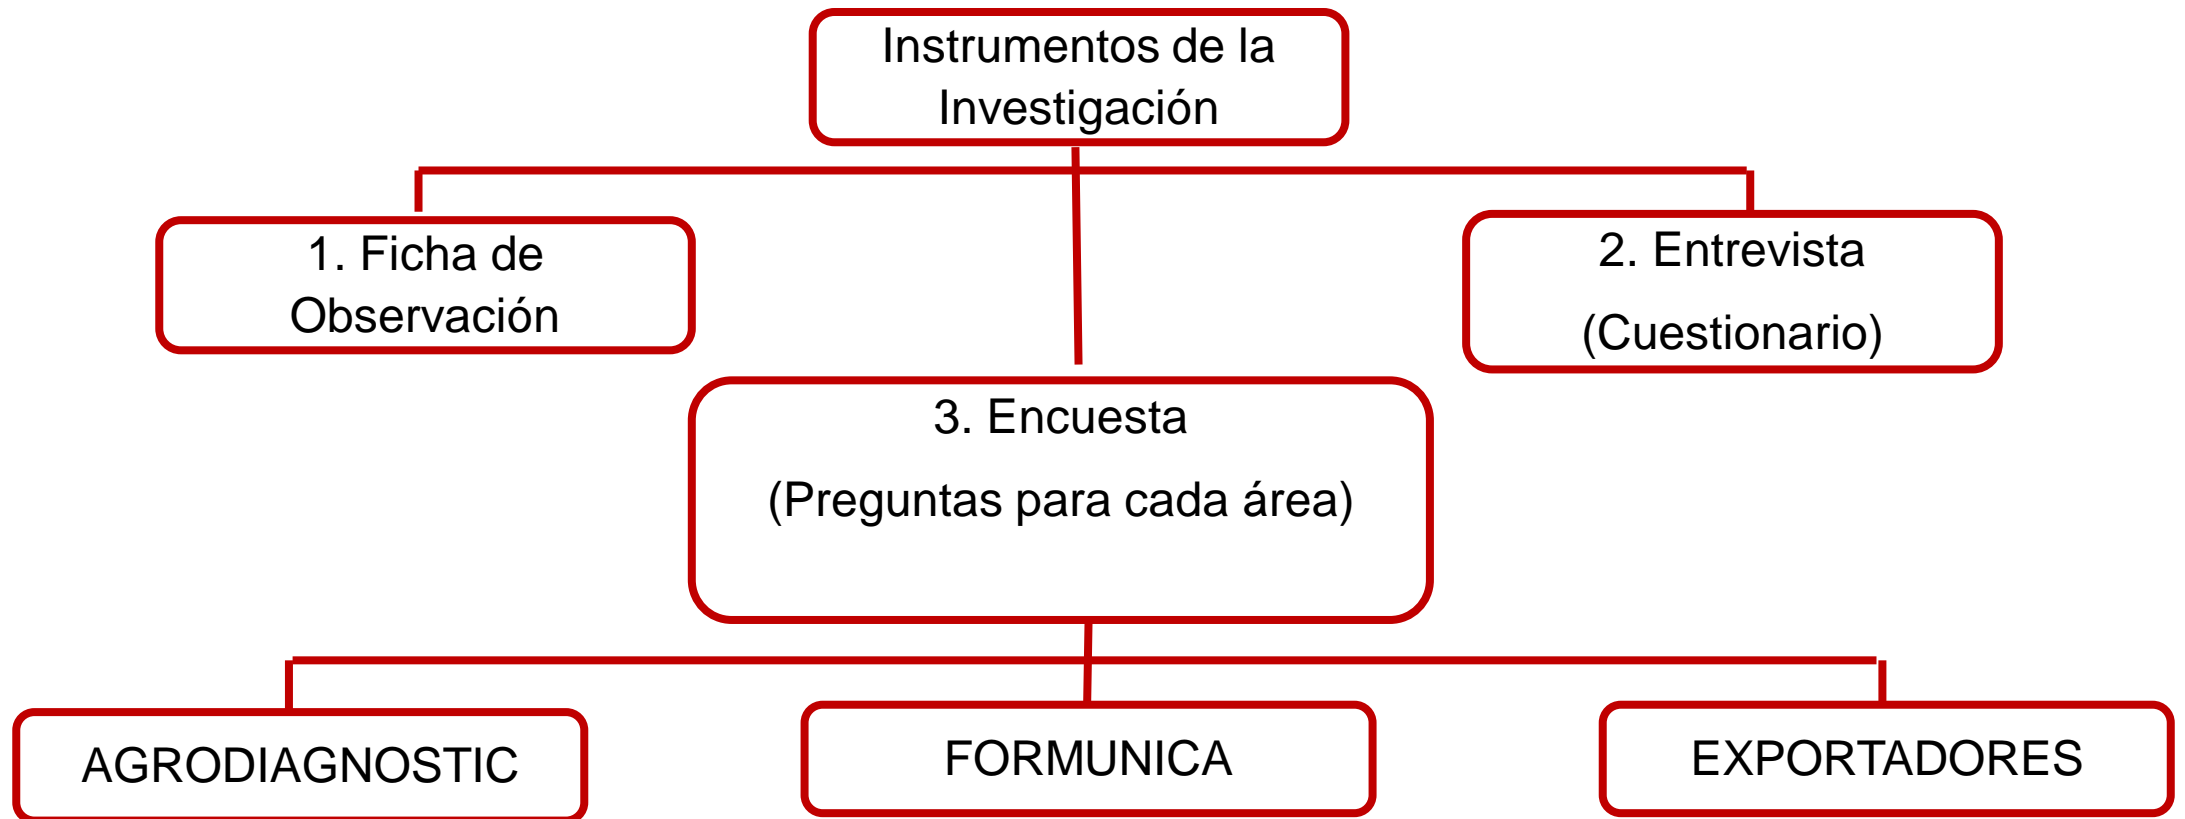 Instrumentos de la
Investigación
1. Ficha de
Observación
2. Entrevista
(Cuestionario)
3. Encuesta
(Preguntas para cada área)
AGRODIAGNOSTIC
FORMUNICA
EXPORTADORES